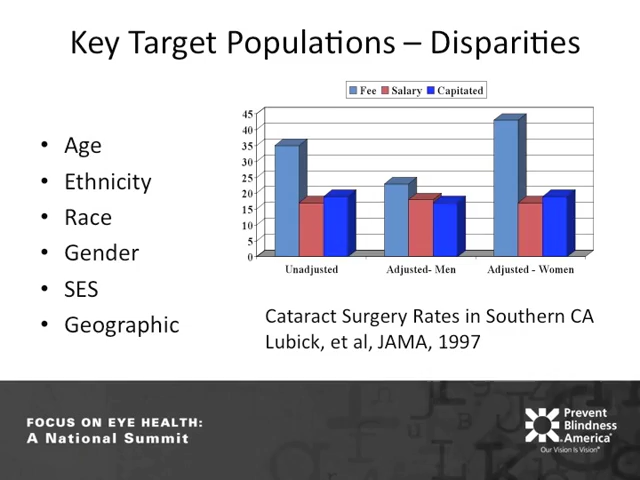 Key Target Populations – Disparities
• Age
• Ethnicity
• Race
• Gender
• SES
• Geographic
Fee Salary Capitated
45
40
35
30
25
20
15
10
5
0
Unadjusted Adjusted- Men Adjusted - Women
Cataract Surgery Rates in Southern CA
Lubick, et al, JAMA, 1997
FOCUS ON EYE HEALTH:
A National Summit
Prevent
Blindness
America®
Our Vision Is Vision®